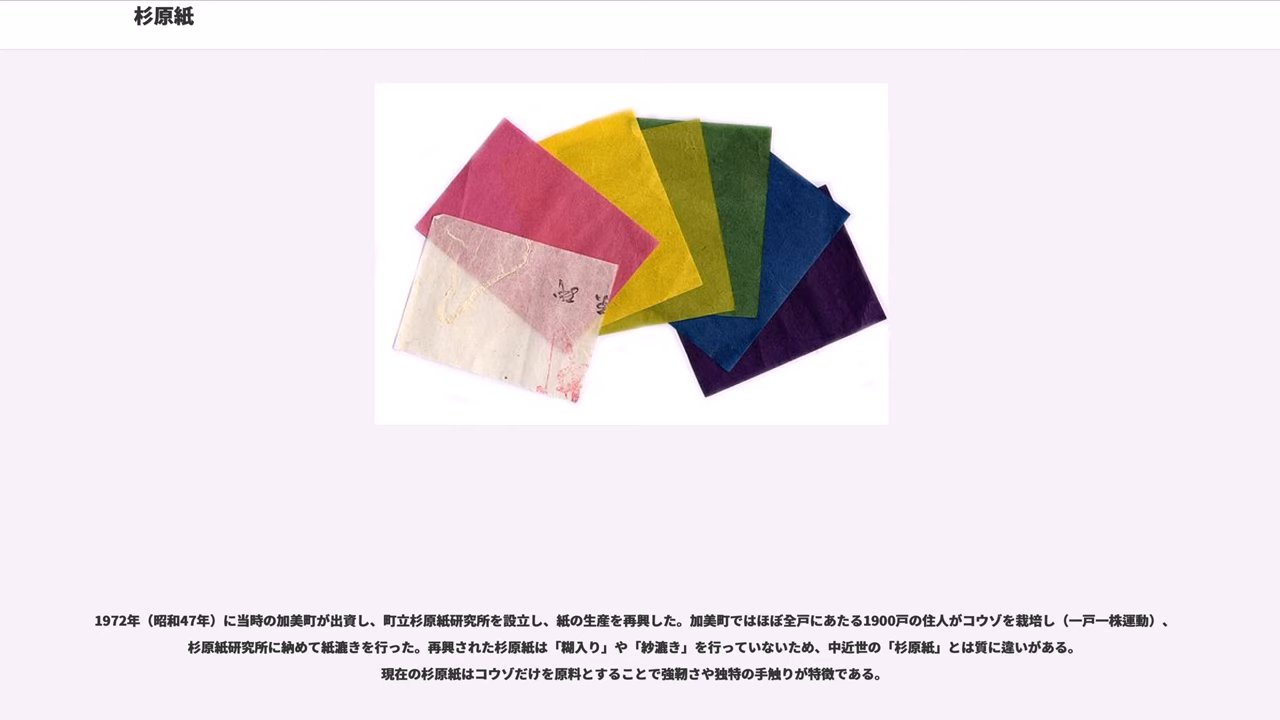 杉原紙
1972年（昭和47年）に当時の加美町が出資し、町立杉原紙研究所を設立し、紙の生産を再興した。加美町ではほぼ全戸にあたる1900戸の住人がコウゾを栽培し（一戸一株運動）、
杉原紙研究所に納めて紙漉きを行った。再興された杉原紙は「糊入り」や「紗漉き」を行っていないため、中近世の「杉原紙」とは質に違いがある。
現在の杉原紙はコウゾだけを原料とすることで強靭さや独特の手触りが特徴である。